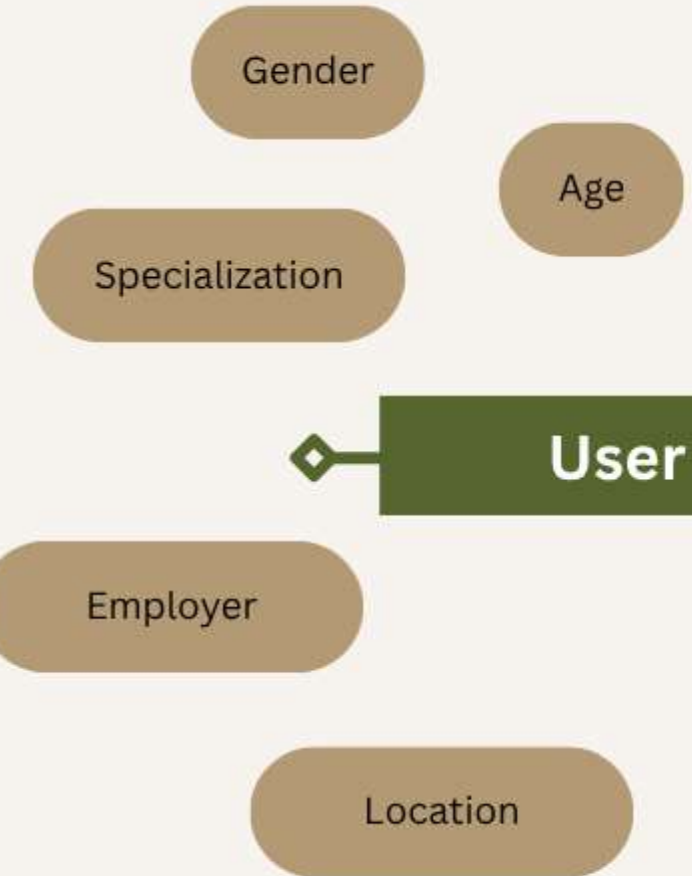 Gender
Age
Specialization
User
Employer
Location